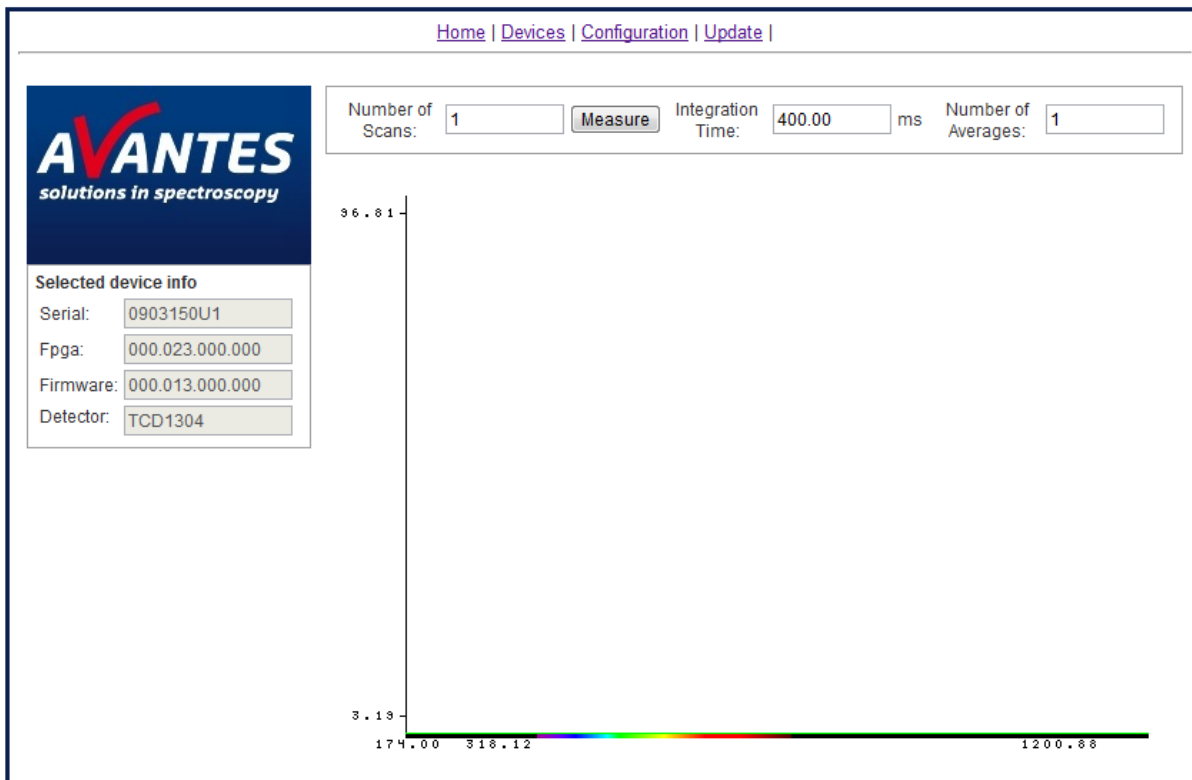 Home | Devices | Configuration | Update |
AVANTES
solutions in spectroscopy
Number of Scans: 1 Measure Integration Time: 400.00 ms Number of Averages: 1
Selected device info
Serial: 0903150U1
Fpga: 000.023.000.000
Firmware: 000.013.000.000
Detector: TCD1304
96.81
3.19
174.00 318.12 1200.88